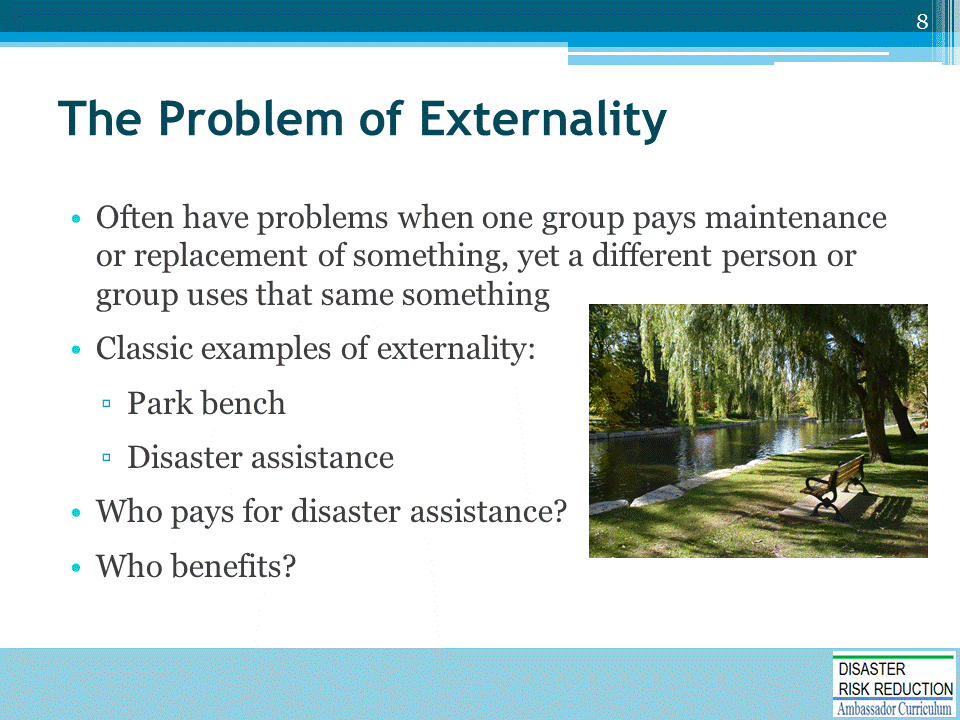 8
The Problem of Externality
• Often have problems when one group pays maintenance
or replacement of something, yet a different person or
group uses that same something
• Classic examples of externality:
▫ Park bench
▫ Disaster assistance
• Who pays for disaster assistance?
• Who benefits?
DISASTER
RISK REDUCTION
Ambassador Curriculum